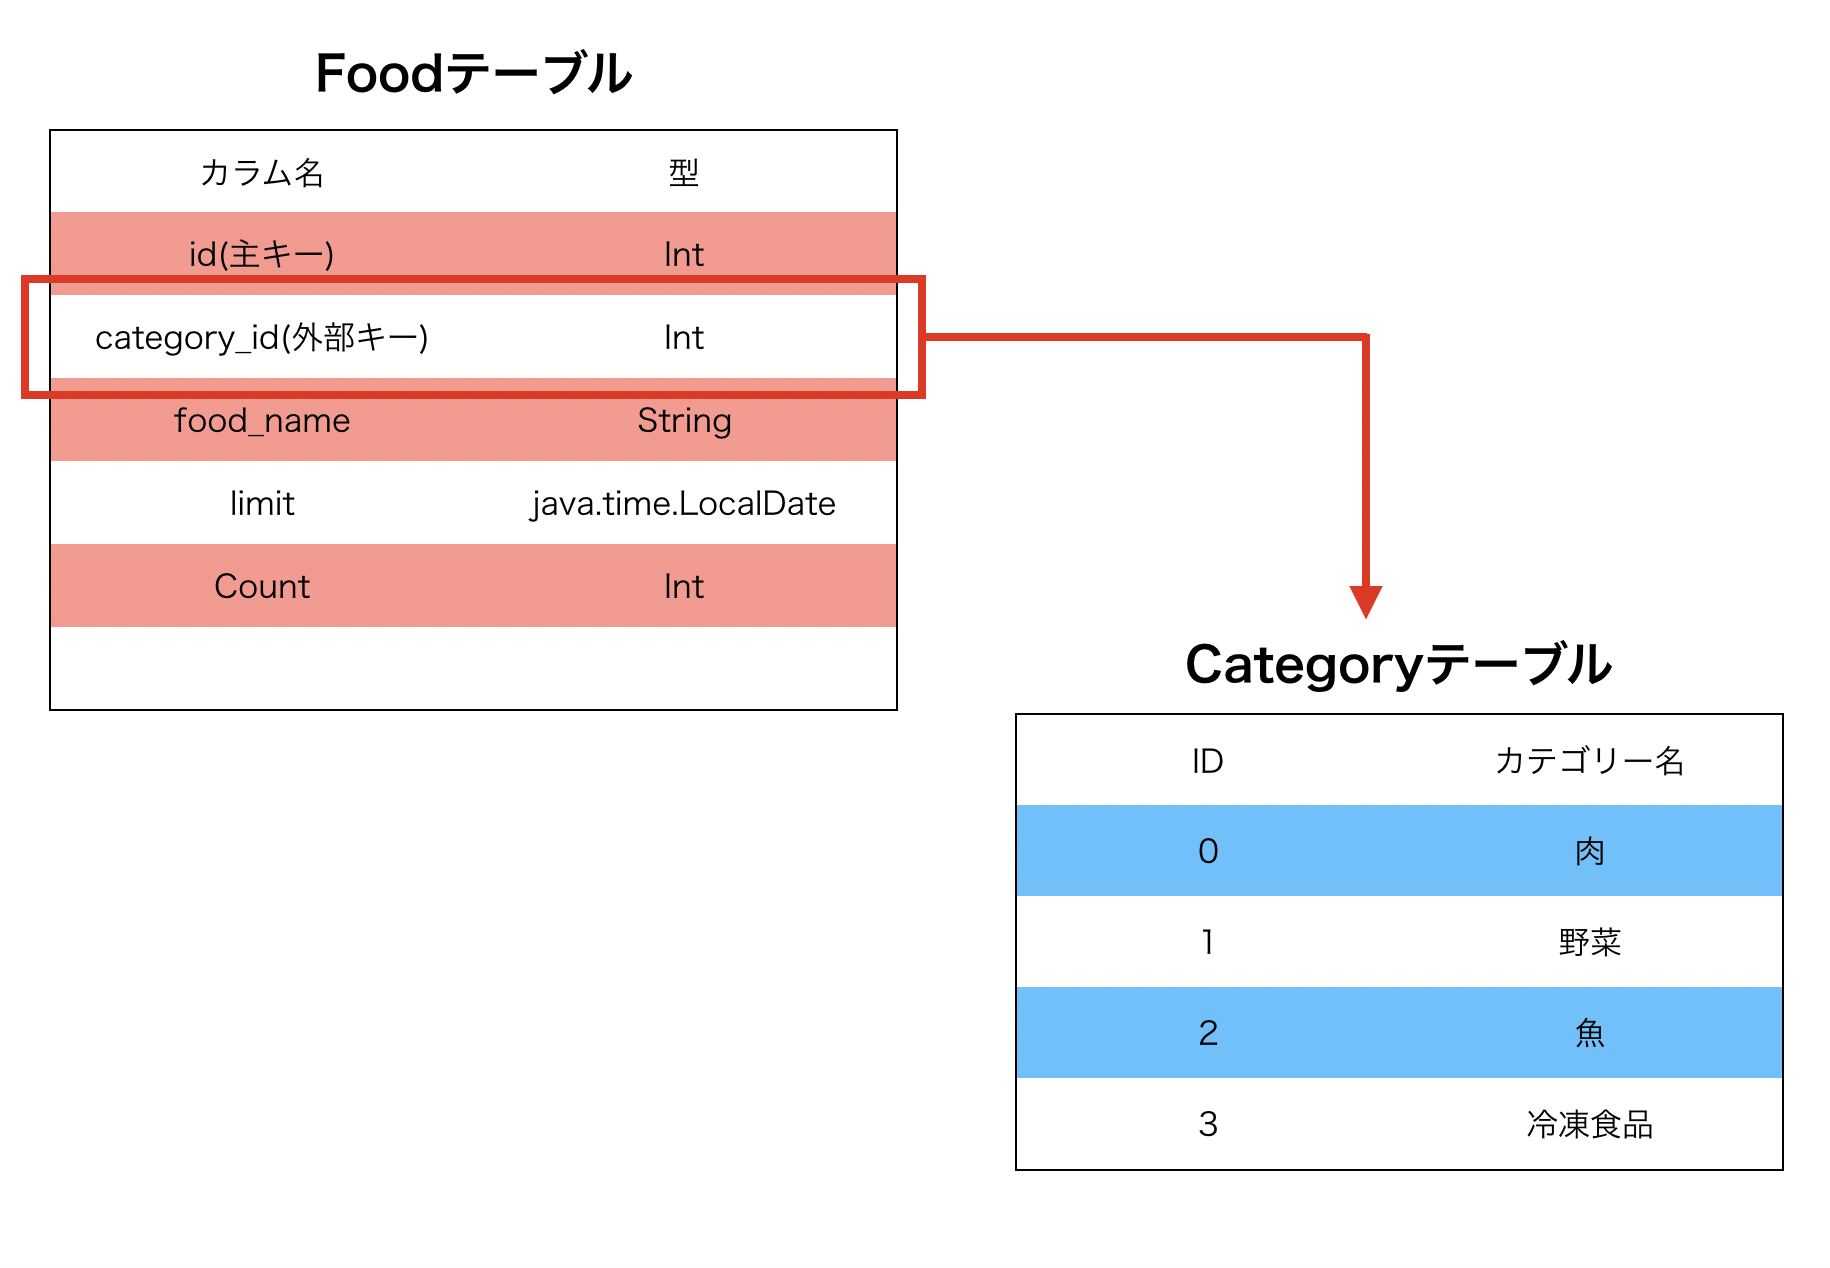 Foodテーブル
カラム名 型
id(主キー) Int
category_id(外部キー) Int
food_name String
limit java.time.LocalDate
Count Int
Categoryテーブル
ID カテゴリー名
0 肉
1 野菜
2 魚
3 冷凍食品